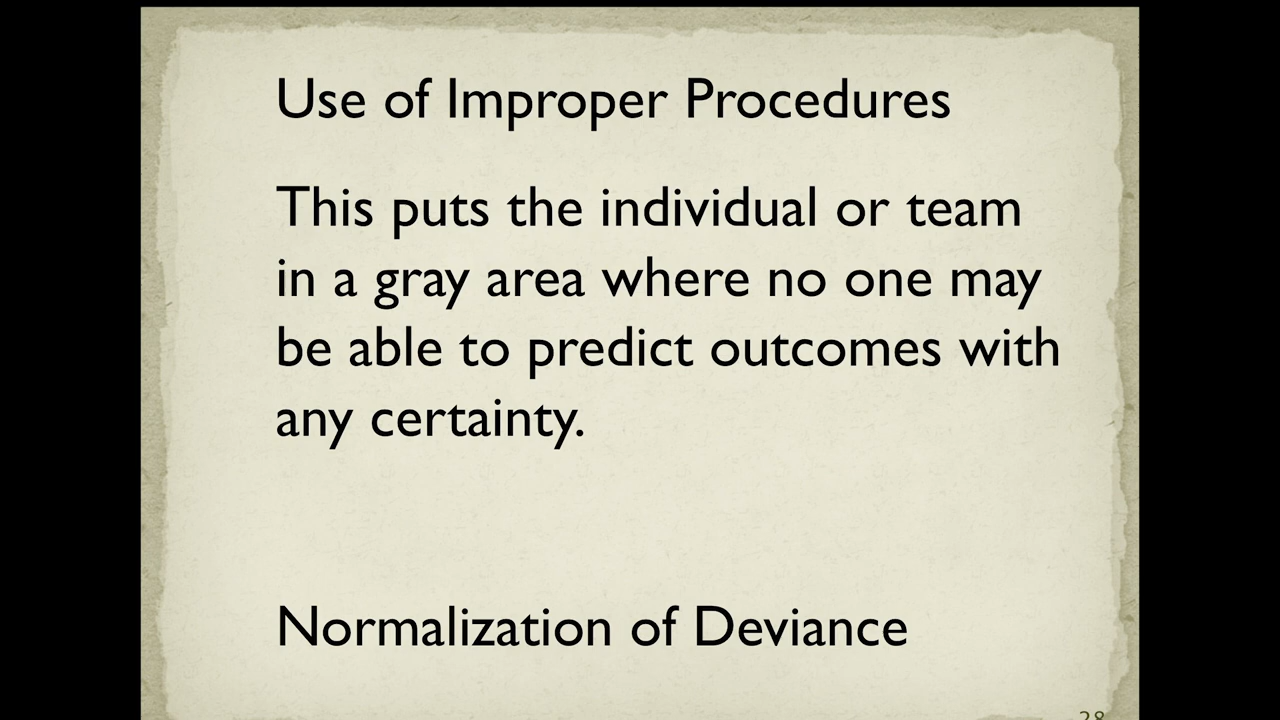 Use of Improper Procedures
This puts the individual or team
in a gray area where no one may
be able to predict outcomes with
any certainty.
Normalization of Deviance
28